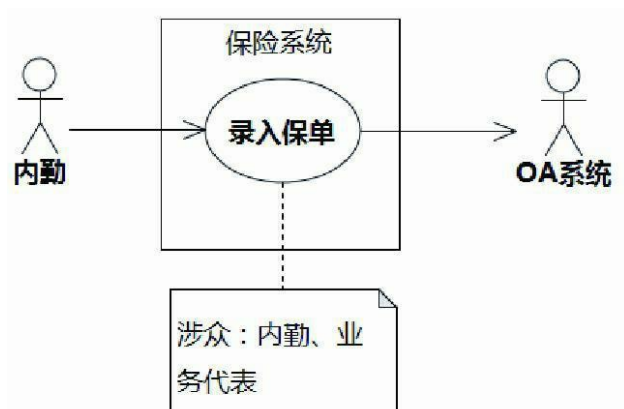 保险系统
录入保单
内勤
OA系统
涉众：内勤、业
务代表